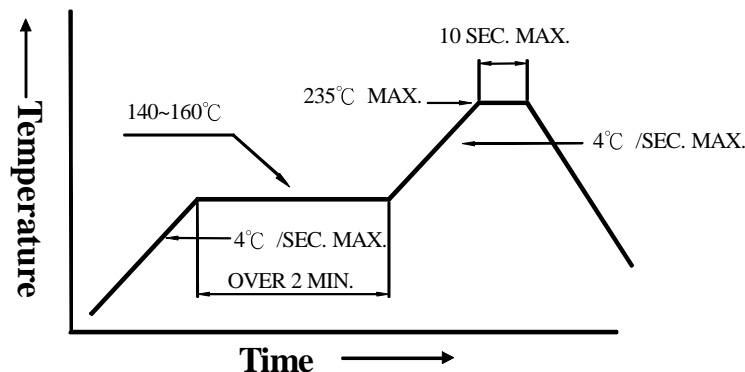 10 SEC. MAX.
235℃ MAX.
140~160℃
4℃ /SEC. MAX.
4℃ /SEC. MAX.
OVER 2 MIN.
Temperature
Time